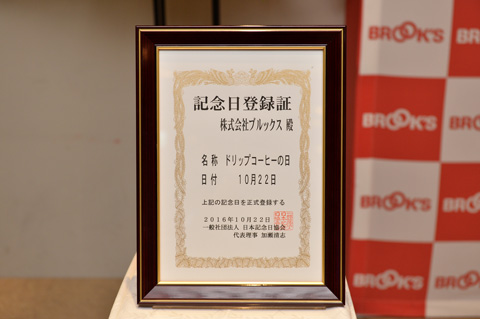 記念日登録証
株式会社ブルックス 殿
名称 ドリップコーヒーの日
日付 10月22日
上記の記念日を正式登録する
2016年10月22日
一般社団法人 日本記念日協会
代表理事 加瀬清志
BROOK'S
BROOK'S
BROOK'S
BROOK'S
BROOK'S
BROOK'S